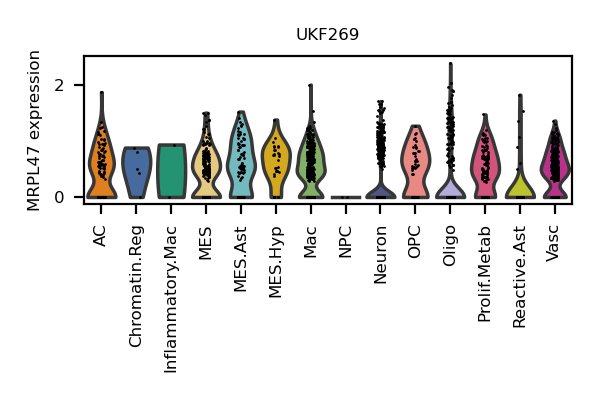 UKF269
MRPL47 expression
2
0
AC
Chromatin.Reg
Inflammatory.Mac
MES
MES.Ast
MES.Hyp
Mac
NPC
Neuron
OPC
Oligo
Prolif.Metab
Reactive.Ast
Vasc